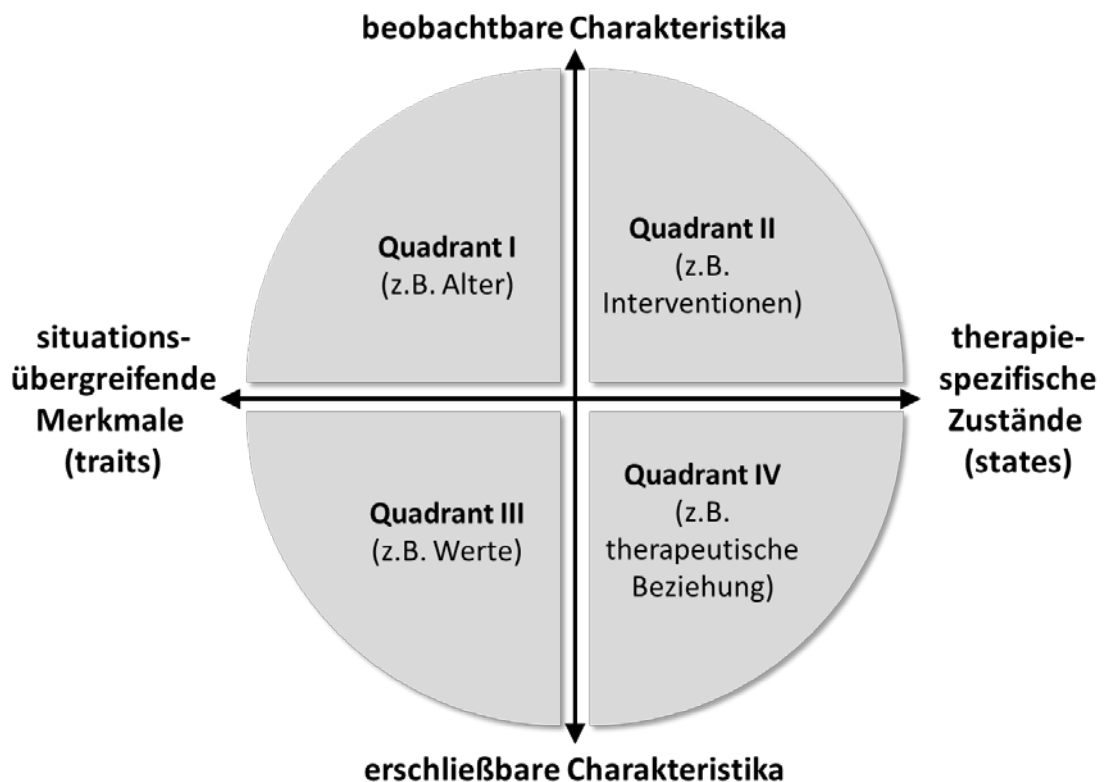 beobachtbare Charakteristika
Quadrant I
(z.B. Alter)
Quadrant II
(z.B.
Interventionen)
situations-
übergreifende
Merkmale
(traits)
therapie-
spezifische
Zustände
(states)
Quadrant III
(z.B. Werte)
Quadrant IV
(z.B.
therapeutische
Beziehung)
erschließbare Charakteristika